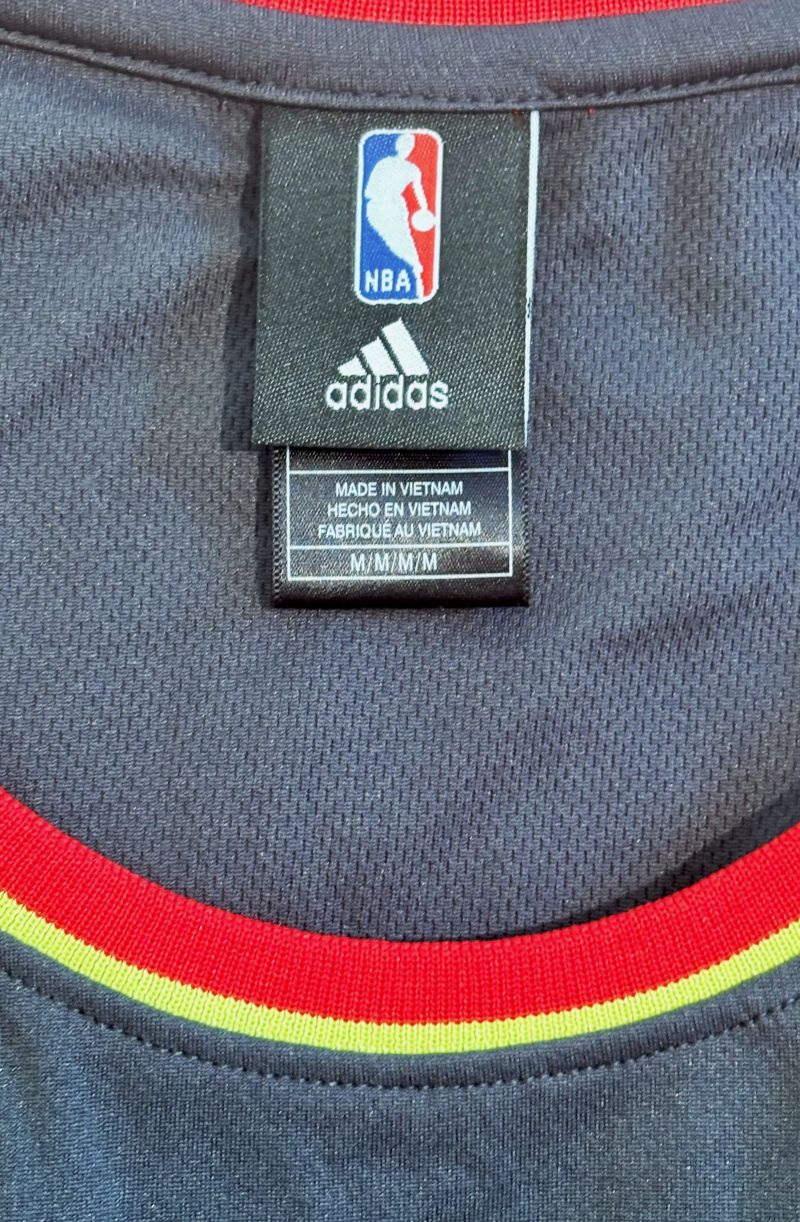 NBA
adidas
MADE IN VIETNAM
HECHO EN VIETNAM
FABRIQUÉ AU VIETNAM
M/M/M/M